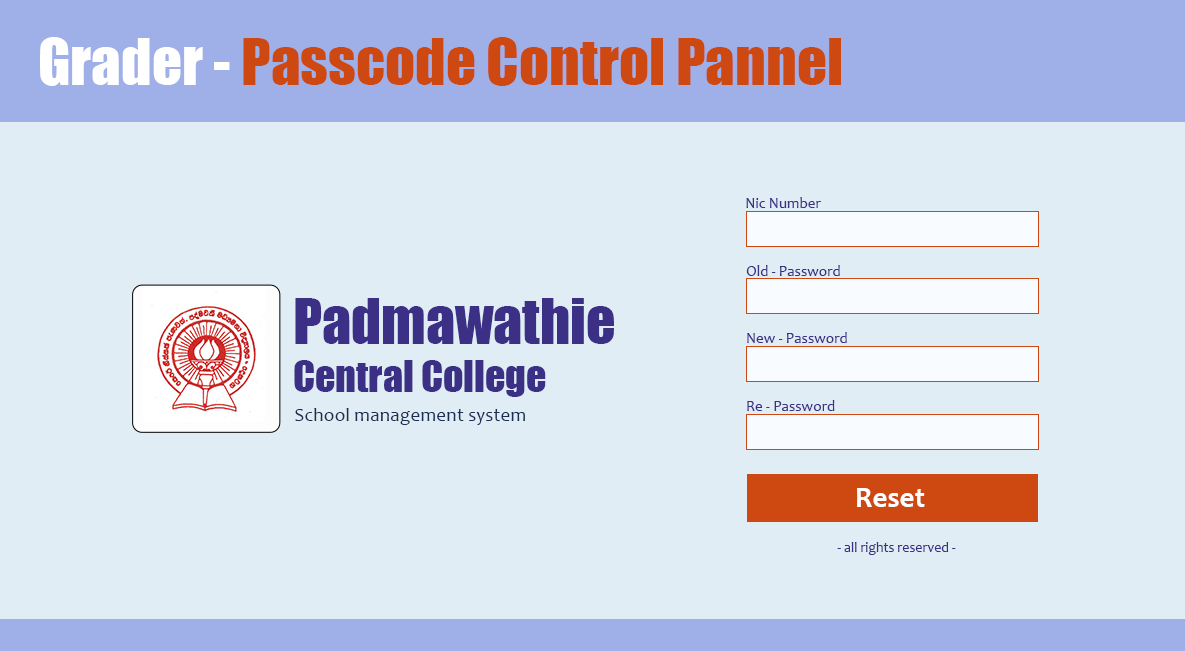 Grader - Passcode Control Pannel
Nic Number
Old - Password
New - Password
Re - Password
Reset
- all rights reserved -
Padmawathie
Central College
School management system